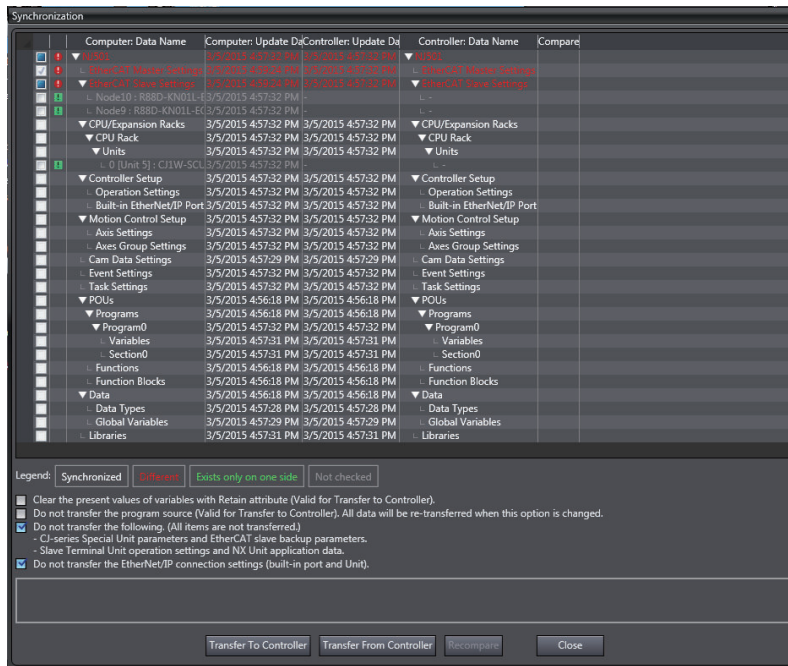 Synchronization
Computer: Data Name Computer: Update Da Controller: Update Da Controller: Data Name Compare
EtherCAT Master Settings EtherCAT Master Settings
EtherCAT Slave Settings EtherCAT Slave Settings
Node10 : R88D-KN01L-E 3/5/2015 4:57:32 PM - -
Node9 : R88D-KN01L-EC 3/5/2015 4:57:32 PM - -
CPU/Expansion Racks 3/5/2015 4:57:32 PM 3/5/2015 4:57:32 PM CPU/Expansion Racks
CPU Rack 3/5/2015 4:57:32 PM 3/5/2015 4:57:32 PM CPU Rack
Units 3/5/2015 4:57:32 PM 3/5/2015 4:57:32 PM Units
0 [Unit 5] : CJ1W-SCU 3/5/2015 4:57:32 PM - -
Controller Setup 3/5/2015 4:57:32 PM 3/5/2015 4:57:32 PM Controller Setup
Operation Settings 3/5/2015 4:57:32 PM 3/5/2015 4:57:32 PM Operation Settings
Built-in EtherNet/IP Port 3/5/2015 4:57:32 PM 3/5/2015 4:57:32 PM Built-in EtherNet/IP Port
Motion Control Setup 3/5/2015 4:57:32 PM 3/5/2015 4:57:32 PM Motion Control Setup
Axis Settings 3/5/2015 4:57:32 PM 3/5/2015 4:57:32 PM Axis Settings
Axes Group Settings 3/5/2015 4:57:32 PM 3/5/2015 4:57:32 PM Axes Group Settings
Cam Data Settings 3/5/2015 4:57:29 PM 3/5/2015 4:57:29 PM Cam Data Settings
Event Settings 3/5/2015 4:57:32 PM 3/5/2015 4:57:32 PM Event Settings
Task Settings 3/5/2015 4:57:32 PM 3/5/2015 4:57:32 PM Task Settings
POUs 3/5/2015 4:56:18 PM 3/5/2015 4:56:18 PM POUs
Programs 3/5/2015 4:56:18 PM 3/5/2015 4:56:18 PM Programs
Program0 3/5/2015 4:57:32 PM 3/5/2015 4:57:32 PM Program0
Variables 3/5/2015 4:57:31 PM 3/5/2015 4:57:31 PM Variables
Section0 3/5/2015 4:57:31 PM 3/5/2015 4:57:31 PM Section0
Functions 3/5/2015 4:56:18 PM 3/5/2015 4:56:18 PM Functions
Function Blocks 3/5/2015 4:56:18 PM 3/5/2015 4:56:18 PM Function Blocks
Data 3/5/2015 4:56:18 PM 3/5/2015 4:56:18 PM Data
Data Types 3/5/2015 4:57:28 PM 3/5/2015 4:57:28 PM Data Types
Global Variables 3/5/2015 4:57:29 PM 3/5/2015 4:57:29 PM Global Variables
Libraries 3/5/2015 4:57:31 PM 3/5/2015 4:57:31 PM Libraries
Legend: Synchronized Different Exists only on one side Not checked
Clear the present values of variables with Retain attribute (Valid for Transfer to Controller).
Do not transfer the program source (Valid for Transfer to Controller). All data will be re-transferred when this option is changed.
Do not transfer the following. (All items are not transferred.)
- CJ-series Special Unit parameters and EtherCAT slave backup parameters.
- Slave Terminal Unit operation settings and NX Unit application data.
Do not transfer the EtherNet/IP connection settings (built-in port and Unit).
Transfer To Controller Transfer From Controller Recompare Close